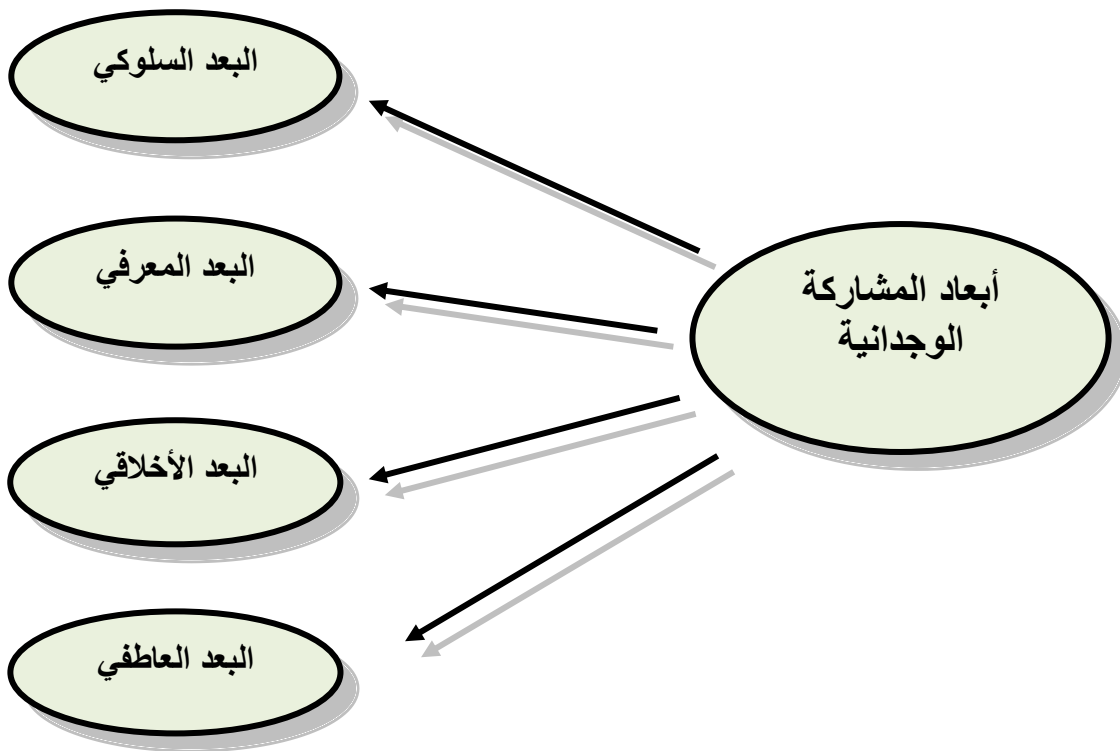 أبعاد المشاركة
الوجدانية
البعد السلوكي
البعد المعرفي
البعد الأخلاقي
البعد العاطفي